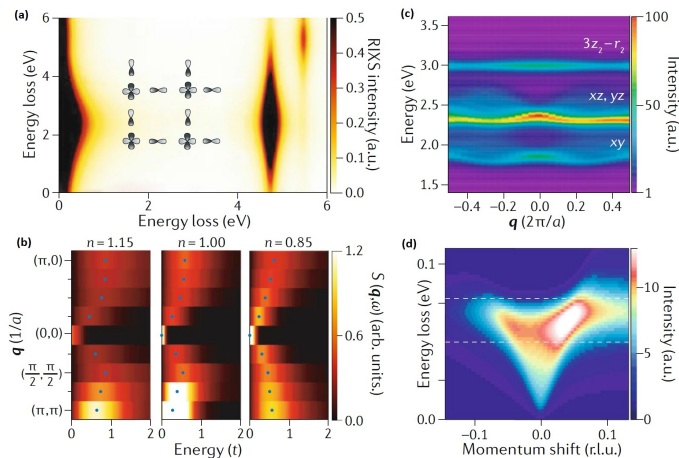 (a)
Energy loss (eV)
6
4
2
0
0
2
4
6
Energy loss (eV)
0.5
0.4
0.3
0.2
0.1
0.0
RIXS intensity (a.u.)
(c)
3.5
3.0
2.5
2.0
1.5
Energy (eV)
3z₂−r₂
xz, yz
xy
−0.4 −0.2 0.0 0.2 0.4
q (2π/a)
100
50
1
Intensity (a.u.)
(b)
n=1.15 n=1.00 n=0.85
q (1/a)
(π,0)
(0,0)
(π/2, π/2)
(π,π)
0 1 2 0 1 2 0 1 2
Energy (t)
1.2
0.6
0.0
S(q,ω) (arb. units.)
(d)
Energy loss (eV)
0.1
0.0
−0.1 0.0 0.1
Momentum shift (r.l.u.)
10
5
0
Intensity (a.u.)